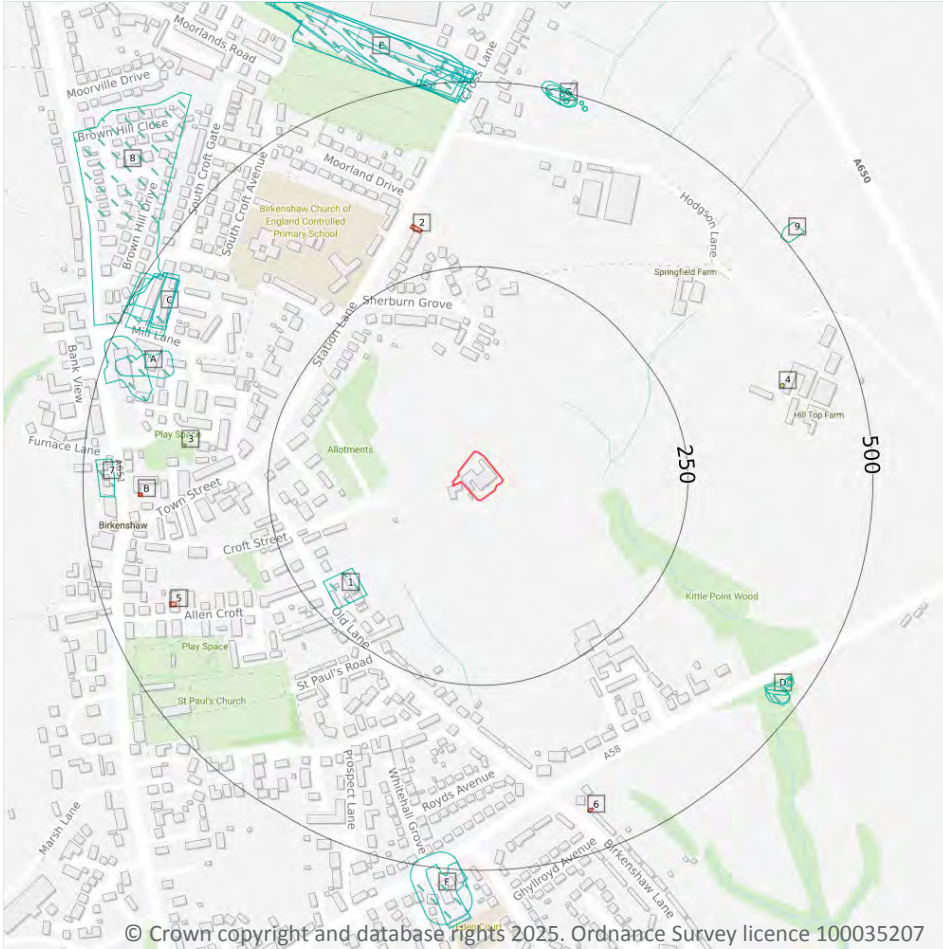 Moorlands Road
Moorville Drive
E
Cross Lane
G
Brown Hill Close
8
South Croft Gate
South Croft Avenue
Brown Hill Drive
Moorland Drive
Birkenshaw Church of
England Controlled
Primary School
2
A650
Hodgson Lane
9
Springfield Farm
C
Mill Lane
Sherburn Grove
Station Lane
A
Bank View
4
Hill Top Farm
Furnace Lane
Play Space
3
Allotments
250
500
7
A651
B
Town Street
Birkenshaw
Croft Street
1
5
Allen Croft
Old Lane
Kittle Point Wood
Play Space
St Paul's Road
St Paul's Church
D
A58
Prospect Lane
Whitehall Grove
Royds Avenue
6
Marsh Lane
Birkenshaw Lane
Ghyllroyd Avenue
F
Eden Court
© Crown copyright and database rights 2025. Ordnance Survey licence 100035207